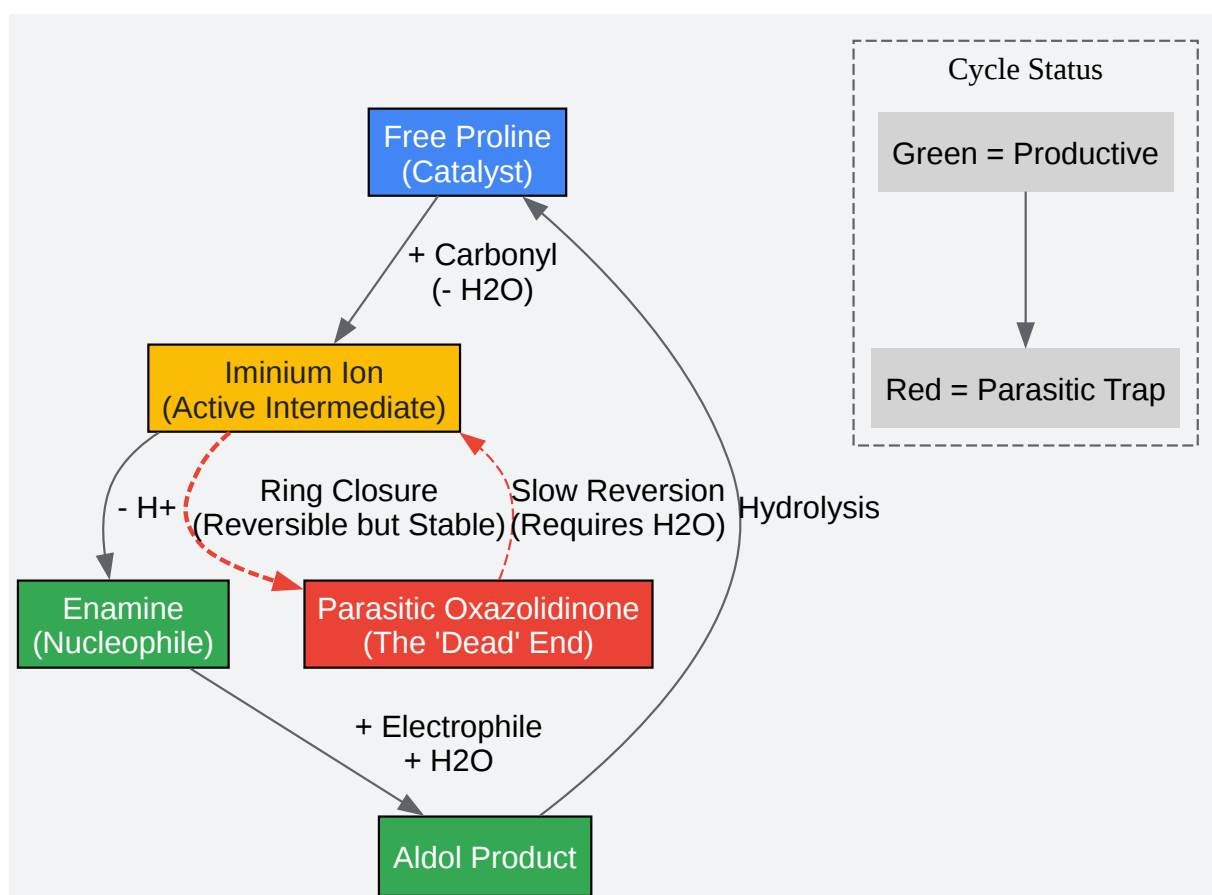 Cycle Status
Green = Productive
Red = Parasitic Trap
Free Proline
(Catalyst)
+ Carbonyl
(- H2O)
Iminium Ion
(Active Intermediate)
- H+
Ring Closure
(Reversible but Stable)
Slow Reversion
(Requires H2O)
Hydrolysis
Enamine
(Nucleophile)
Parasitic Oxazolidinone
(The 'Dead' End)
+ Electrophile
+ H2O
Aldol Product